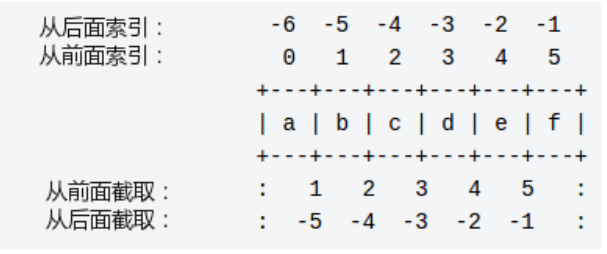 从后面索引: -6 -5 -4 -3 -2 -1
从前面索引: 0 1 2 3 4 5
+---+---+---+---+---+---+
| a | b | c | d | e | f |
+---+---+---+---+---+---+
从前面截取: : 1 2 3 4 5 :
从后面截取: : -5 -4 -3 -2 -1 :